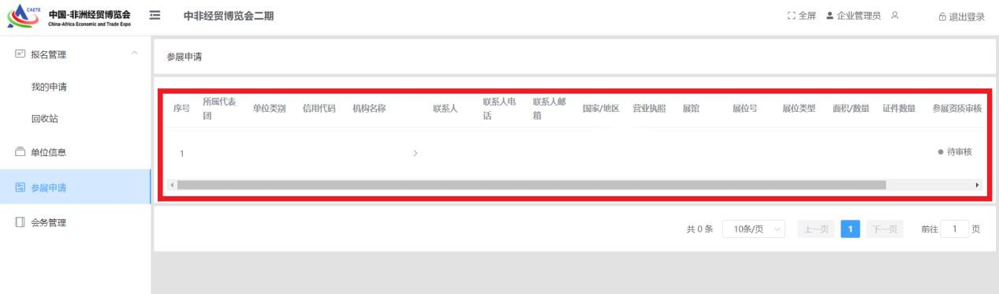 CAETE
中国-非洲经贸博览会
China-Africa Economic and Trade Expo
中非经贸博览会二期
全屏
企业管理员
退出登录
报名管理
我的申请
回收站
单位信息
参展申请
会务管理
参展申请
序号 所属代表团 单位类别 信用代码 机构名称 联系人 联系人电话 联系人邮箱 国家/地区 营业执照 展馆 展位号 展位类型 面积/数量 证件数量 参展资质审核
1 待审核
共 0 条 10条/页 上一页 1 下一页 前往 1 页